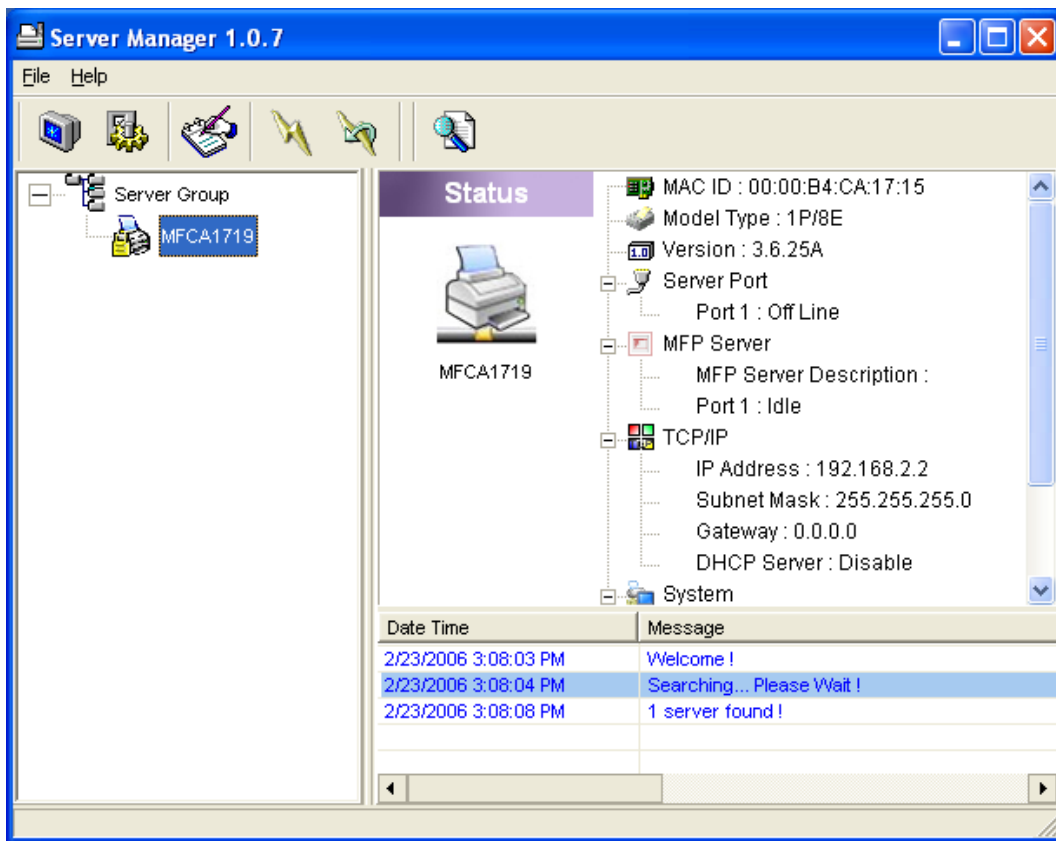 Server Manager 1.0.7
File Help
Server Group
MFCA1719
Status
MFCA1719
MAC ID : 00:00:B4:CA:17:15
Model Type : 1P/8E
Version : 3.6.25A
Server Port
Port 1 : Off Line
MFP Server
MFP Server Description :
Port 1 : Idle
TCP/IP
IP Address : 192.168.2.2
Subnet Mask : 255.255.255.0
Gateway : 0.0.0.0
DHCP Server : Disable
System
Date Time Message
2/23/2006 3:08:03 PM Welcome !
2/23/2006 3:08:04 PM Searching... Please Wait !
2/23/2006 3:08:08 PM 1 server found !